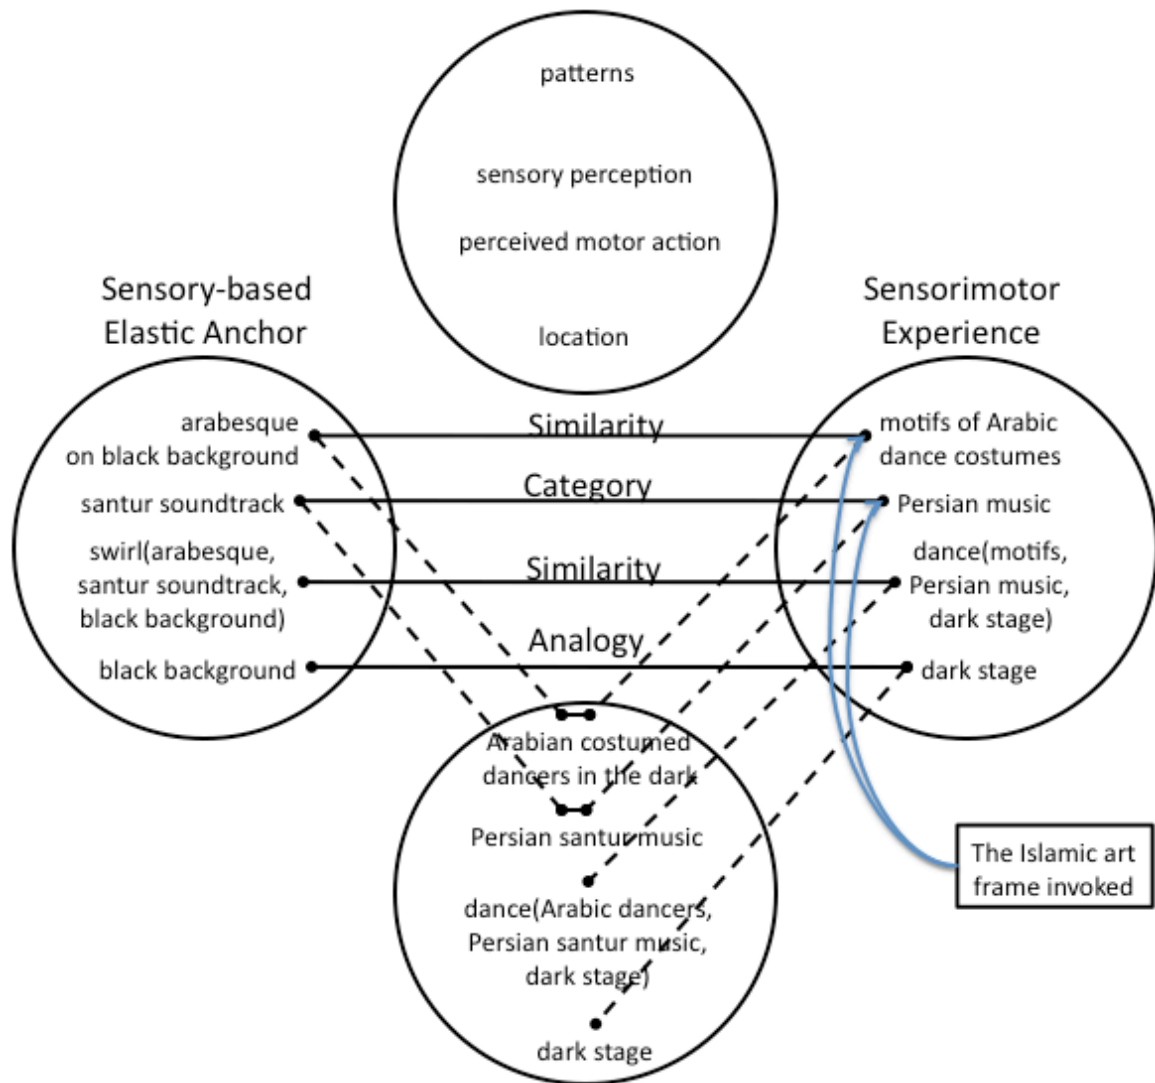 patterns
sensory perception
perceived motor action
location
Sensory-based
Elastic Anchor
arabesque
on black background
santur soundtrack
swirl(arabesque,
santur soundtrack,
black background)
black background
Similarity
Category
Similarity
Analogy
Sensorimotor
Experience
motifs of Arabic
dance costumes
Persian music
dance(motifs,
Persian music,
dark stage)
dark stage
Arabian costumed
dancers in the dark
Persian santur music
dance(Arabic dancers,
Persian santur music,
dark stage)
dark stage
The Islamic art
frame invoked